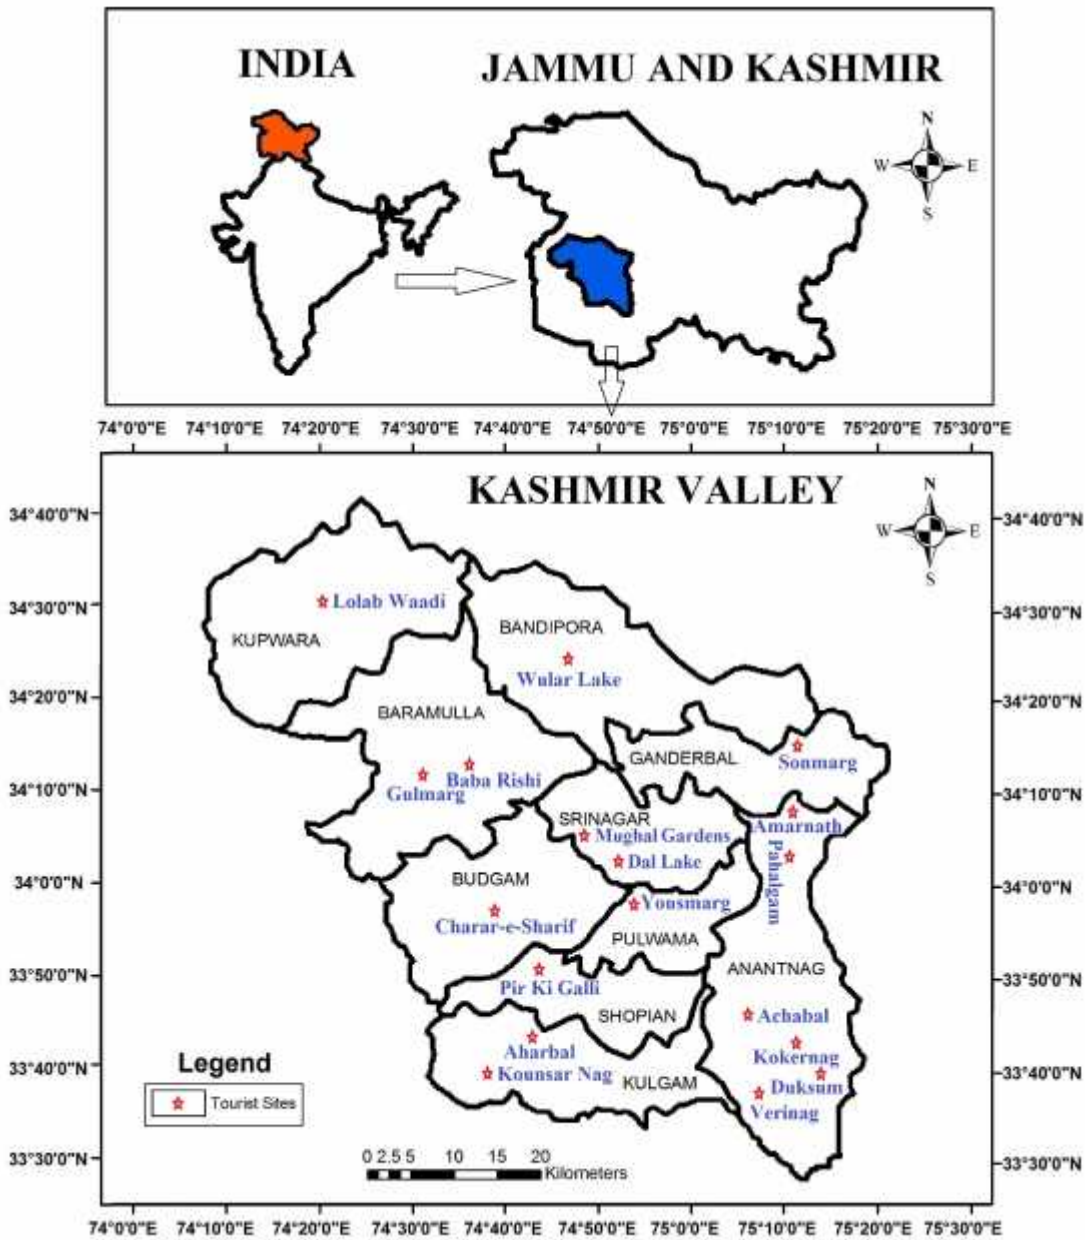 INDIA
JAMMU AND KASHMIR
N
W E
S
74°0'0"E 74°10'0"E 74°20'0"E 74°30'0"E 74°40'0"E 74°50'0"E 75°0'0"E 75°10'0"E 75°20'0"E 75°30'0"E
KASHMIR VALLEY
N
W E
S
34°40'0"N 34°40'0"N
34°30'0"N 34°30'0"N
34°20'0"N 34°20'0"N
34°10'0"N 34°10'0"N
34°0'0"N 34°0'0"N
33°50'0"N 33°50'0"N
33°40'0"N 33°40'0"N
33°30'0"N 33°30'0"N
Lolab Waadi
KUPWARA
BANDIPORA
Wular Lake
BARAMULLA
GANDERBAL
Sonmarg
Baba Rishi
Gulmarg
SRINAGAR
Mughal Gardens
Dal Lake
Amarnath
Pahalgam
BUDGAM
Charar-e-Sharif
Yousmarg
PULWAMA
ANANTNAG
Pir Ki Galli
SHOPIAN
Achabal
Aharbal
Kounsar Nag
KULGAM
Kokernag
Duksum
Verinag
Legend
Tourist Sites
0 2.5 5 10 15 20
Kilometers
74°0'0"E 74°10'0"E 74°20'0"E 74°30'0"E 74°40'0"E 74°50'0"E 75°0'0"E 75°10'0"E 75°20'0"E 75°30'0"E